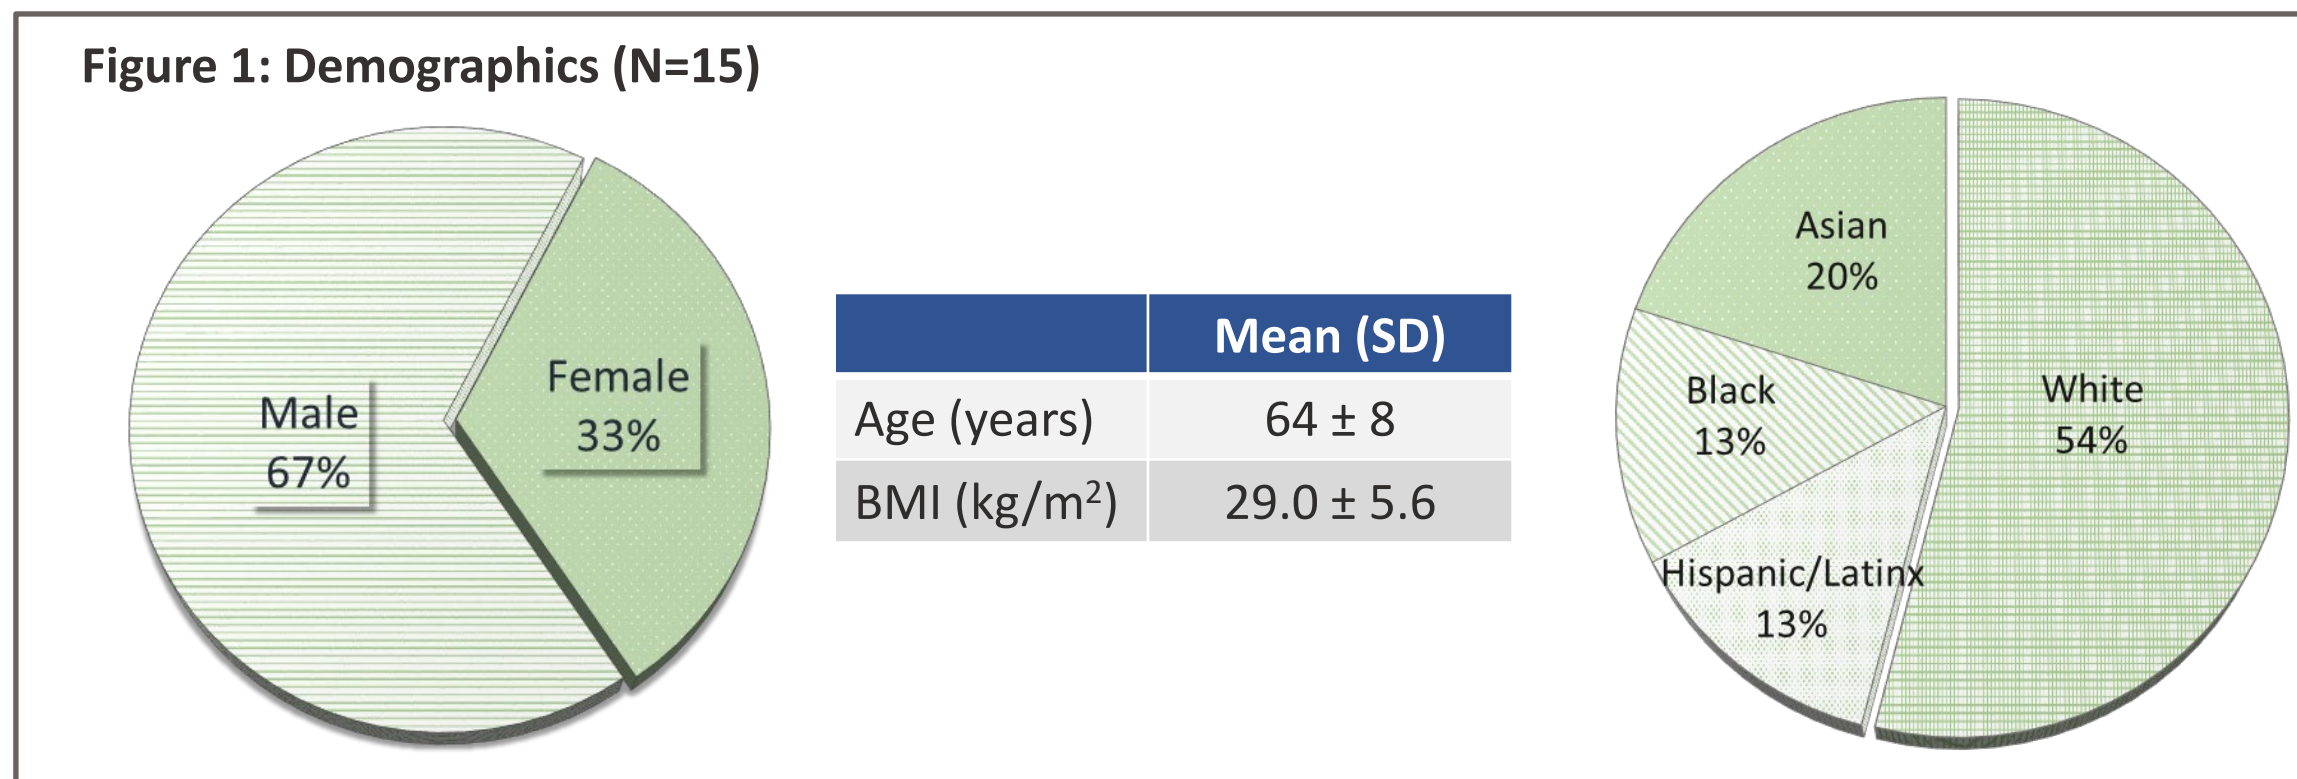 Figure 1: Demographics (N=15)
Male
67%
Female
33%
Mean (SD)
Age (years) 64 ± 8
BMI (kg/m²) 29.0 ± 5.6
Asian
20%
Black
13%
Hispanic/Latinx
13%
White
54%